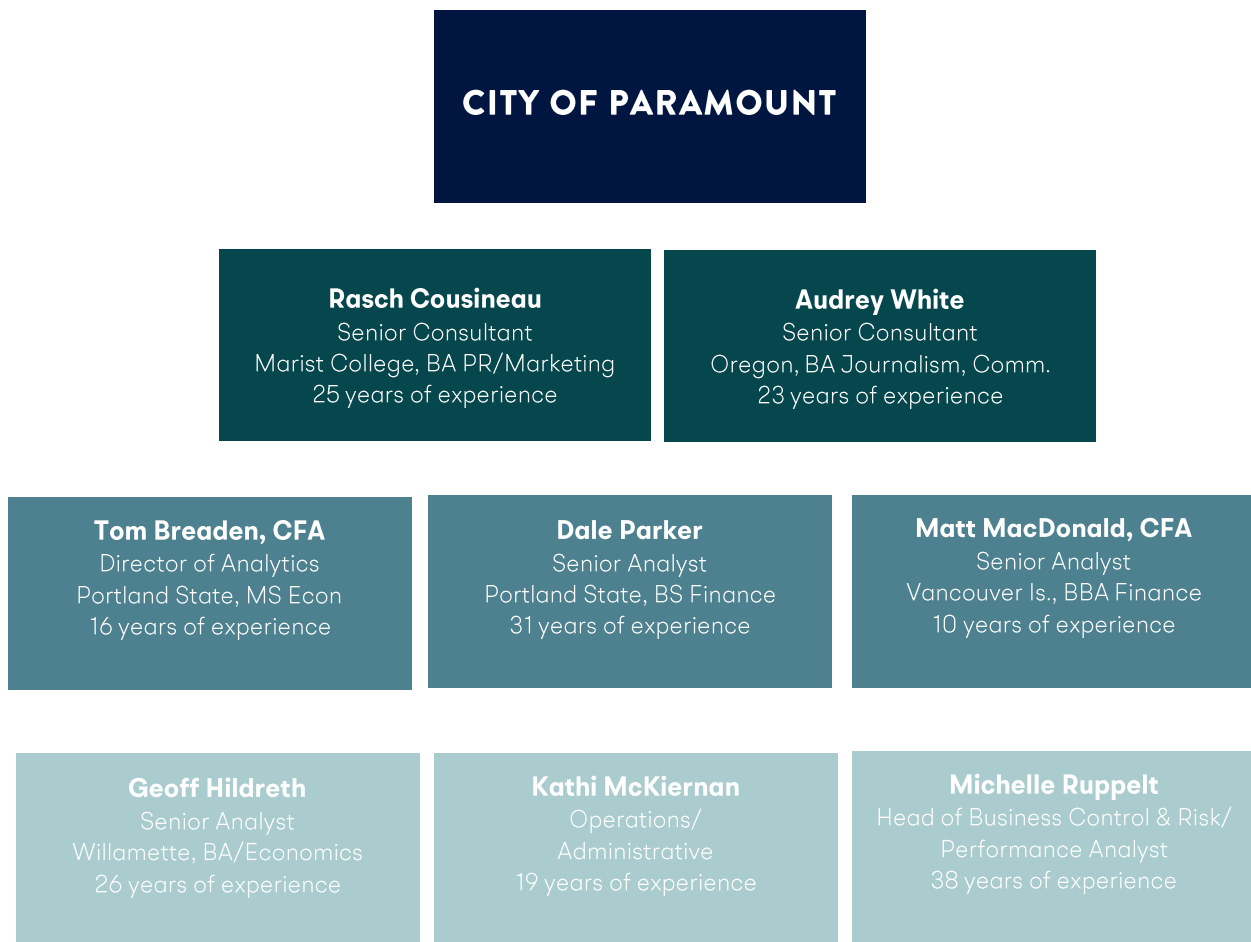 CITY OF PARAMOUNT
Rasch Cousineau
Senior Consultant
Marist College, BA PR/Marketing
25 years of experience
Audrey White
Senior Consultant
Oregon, BA Journalism, Comm.
23 years of experience
Tom Breaden, CFA
Director of Analytics
Portland State, MS Econ
16 years of experience
Dale Parker
Senior Analyst
Portland State, BS Finance
31 years of experience
Matt MacDonald, CFA
Senior Analyst
Vancouver Is., BBA Finance
10 years of experience
Geoff Hildreth
Senior Analyst
Willamette, BA/Economics
26 years of experience
Kathi McKiernan
Operations/
Administrative
19 years of experience
Michelle Ruppelt
Head of Business Control & Risk/
Performance Analyst
38 years of experience